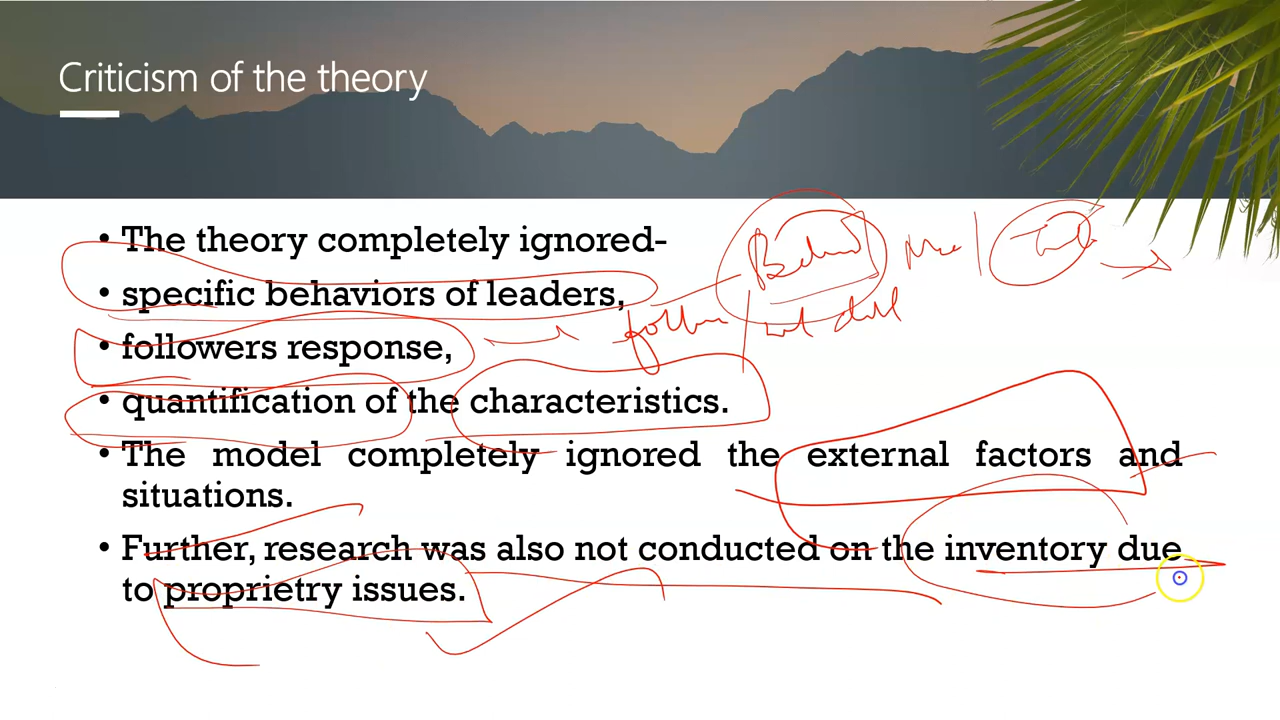 Criticism of the theory
• The theory completely ignored-
• specific behaviors of leaders,
• followers response,
• quantification of the characteristics.
• The model completely ignored the external factors and
situations.
• Further, research was also not conducted on the inventory due
to proprietry issues.